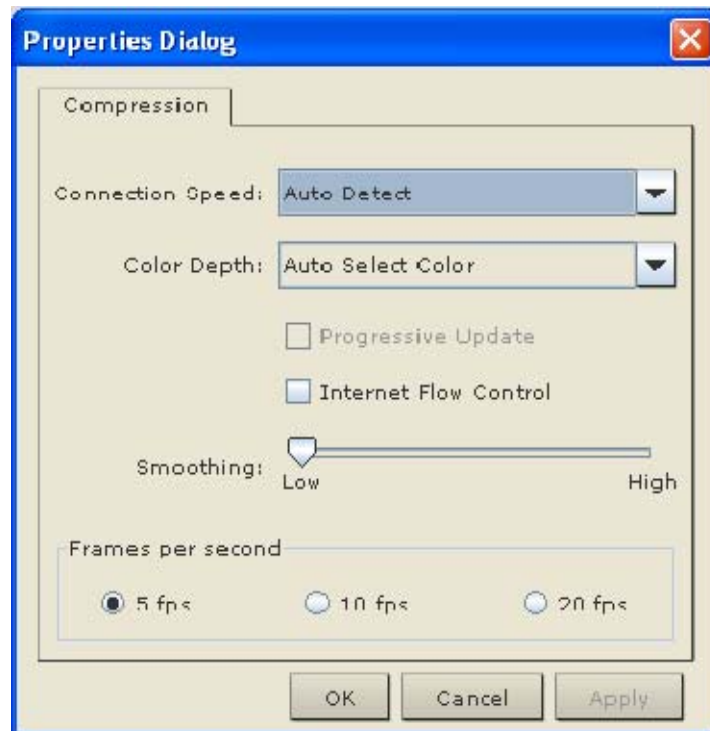 Properties Dialog
Compression
Connection Speed: Auto Detect
Color Depth: Auto Select Color
Progressive Update
Internet Flow Control
Smoothing:
Low High
Frames per second
5 fps 10 fps 20 fps
OK Cancel Apply